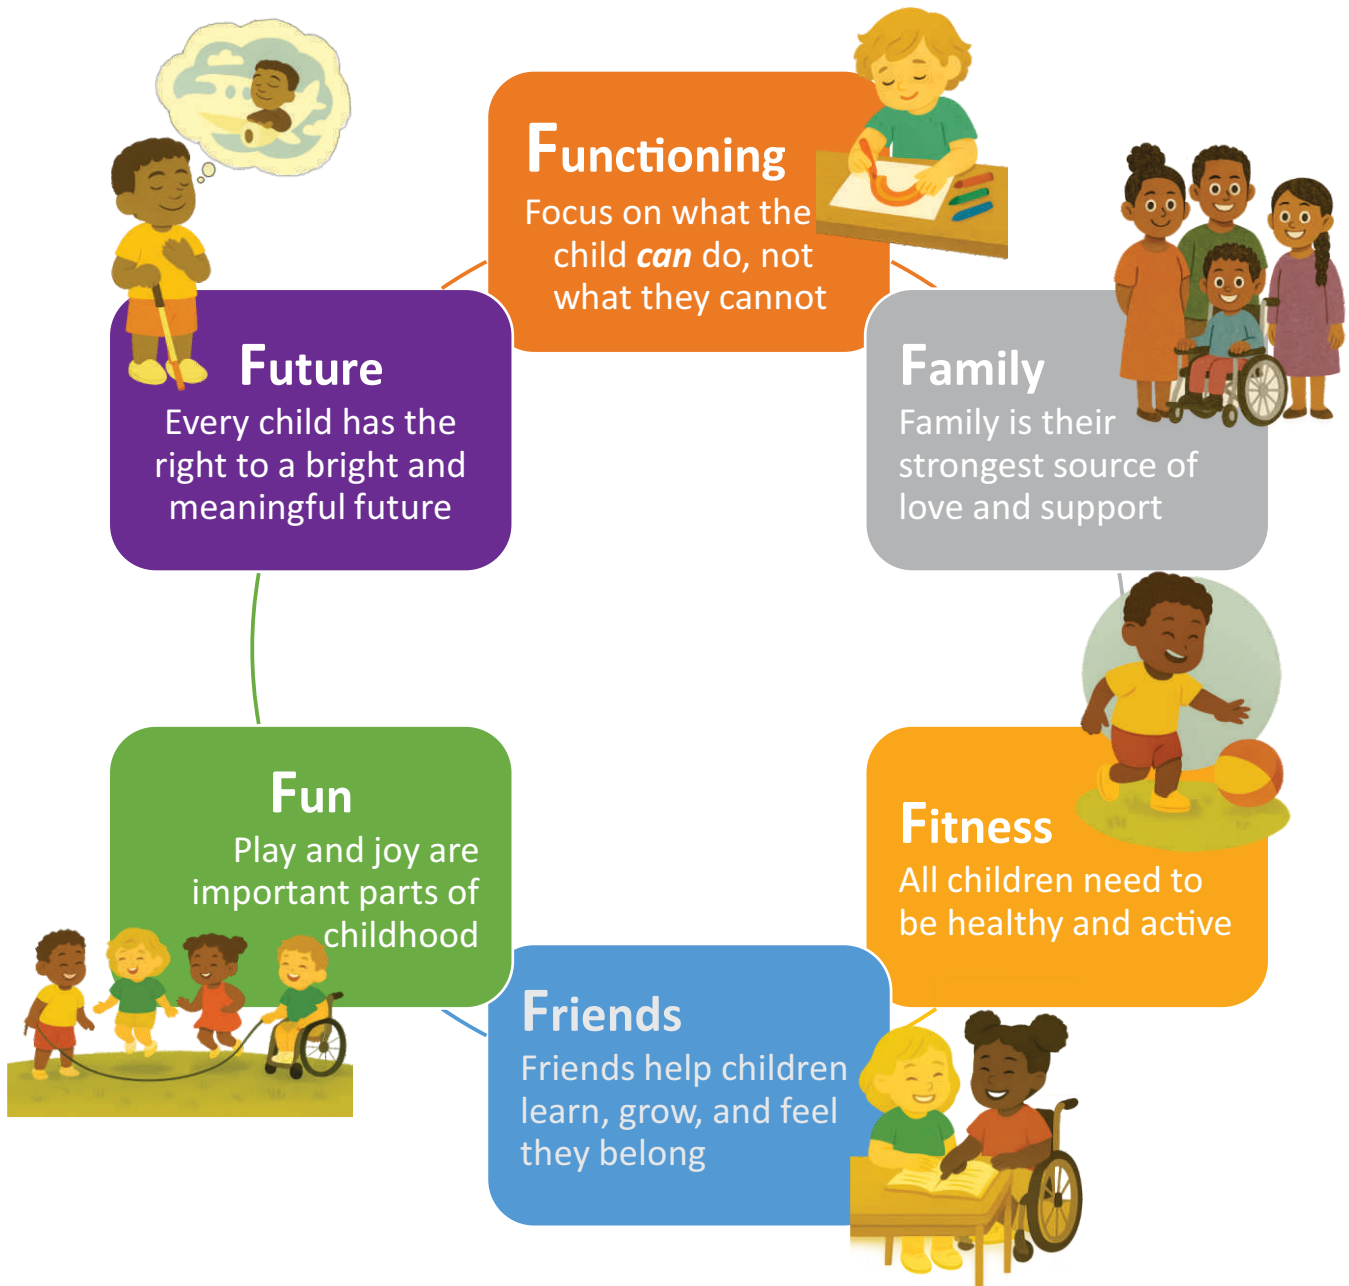 Functioning
Focus on what the
child can do, not
what they cannot
Family
Family is their
strongest source of
love and support
Fitness
All children need to
be healthy and active
Friends
Friends help children
learn, grow, and feel
they belong
Fun
Play and joy are
important parts of
childhood
Future
Every child has the
right to a bright and
meaningful future